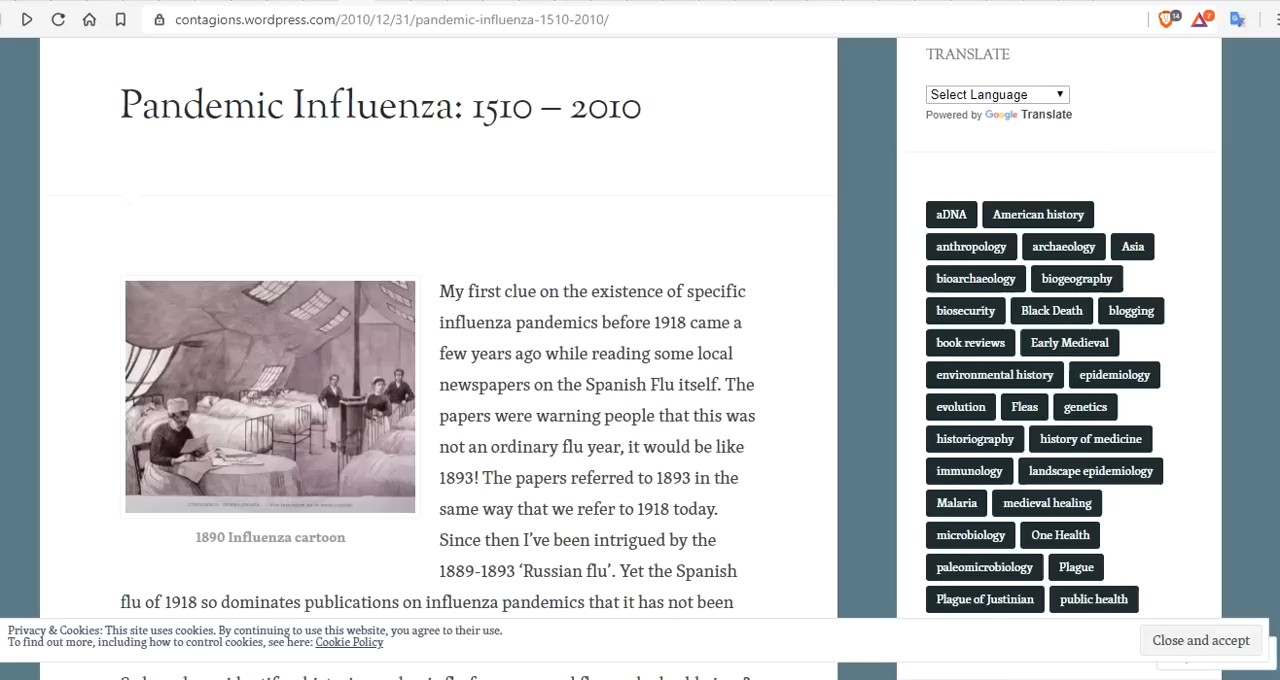 contagions.wordpress.com/2010/12/31/pandemic-influenza-1510-2010/
14
7
Pandemic Influenza: 1510 – 2010
My first clue on the existence of specific
influenza pandemics before 1918 came a
few years ago while reading some local
newspapers on the Spanish Flu itself. The
papers were warning people that this was
not an ordinary flu year, it would be like
1893! The papers referred to 1893 in the
same way that we refer to 1918 today.
Since then I've been intrigued by the
1889-1893 ‘Russian flu’. Yet the Spanish
flu of 1918 so dominates publications on influenza pandemics that it has not been
1890 Influenza cartoon
TRANSLATE
Select Language
Powered by Google Translate
aDNA American history
anthropology archaeology Asia
bioarchaeology biogeography
biosecurity Black Death blogging
book reviews Early Medieval
environmental history epidemiology
evolution Fleas genetics
historiography history of medicine
immunology landscape epidemiology
Malaria medieval healing
microbiology One Health
paleomicrobiology Plague
Plague of Justinian public health
Privacy & Cookies: This site uses cookies. By continuing to use this website, you agree to their use.
To find out more, including how to control cookies, see here: Cookie Policy
Close and accept